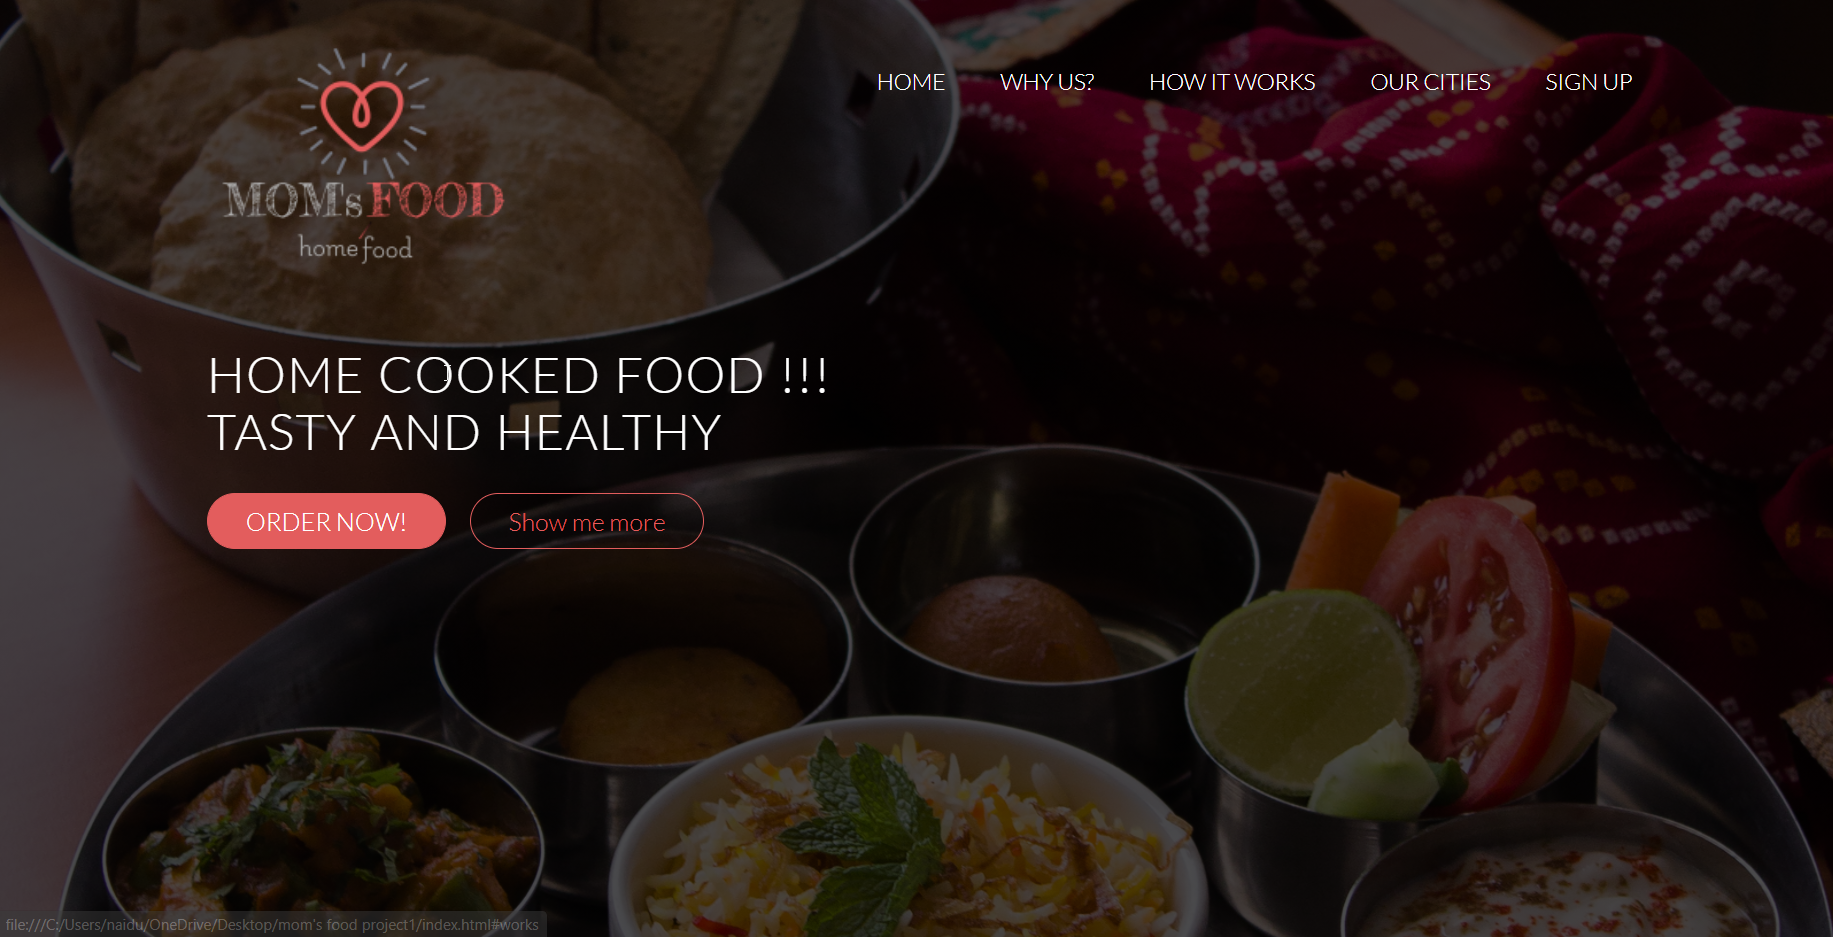 HOME WHY US? HOW IT WORKS OUR CITIES SIGN UP
MOM's FOOD
home food
HOME COOKED FOOD !!!
TASTY AND HEALTHY
ORDER NOW! Show me more
file:///C:/Users/naidu/OneDrive/Desktop/mom's food project1/index.html#works